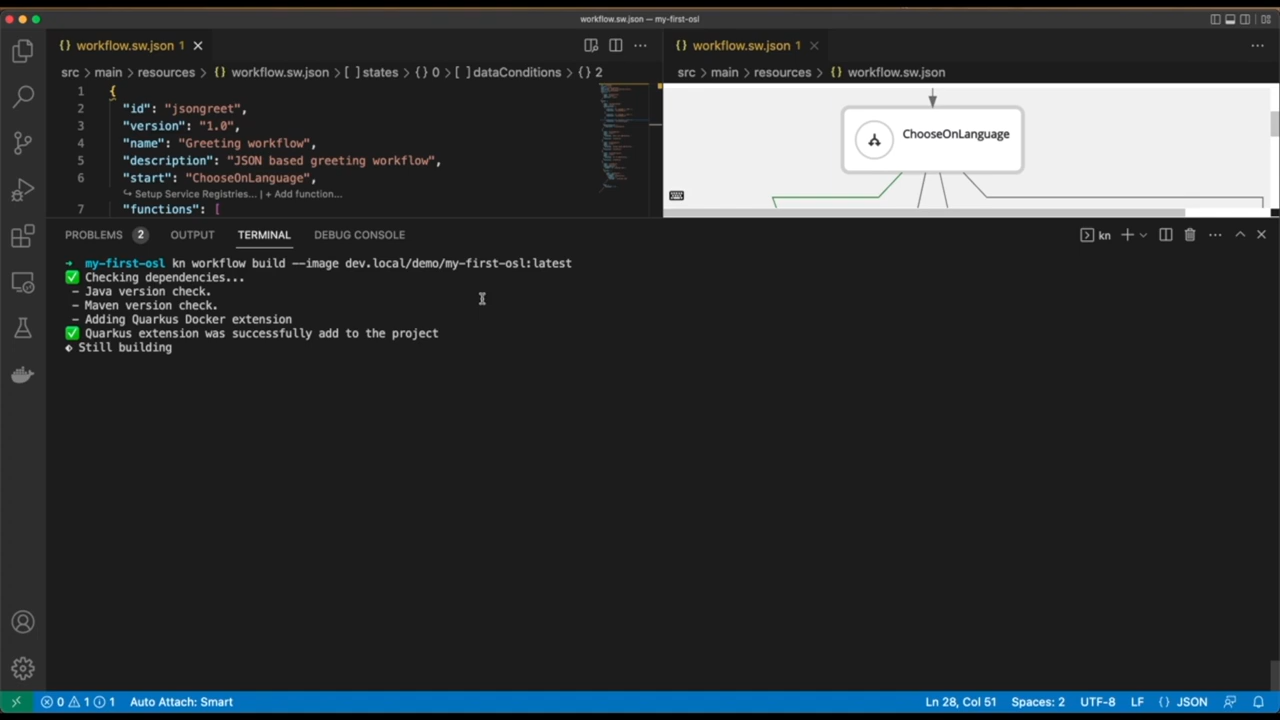 workflow.sw.json — my-first-osl
{} workflow.sw.json 1
src > main > resources > {} workflow.sw.json > [ ] states > {} 0 > [ ] dataConditions > {} 2
1 {
2 "id": "jsongreet",
3 "version": "1.0",
4 "name": "Greeting workflow",
5 "description": "JSON based greeting workflow",
6 "start": "ChooseOnLanguage",
Setup Service Registries... | + Add function...
7 "functions": [
{} workflow.sw.json 1
src > main > resources > {} workflow.sw.json
ChooseOnLanguage
PROBLEMS 2 OUTPUT TERMINAL DEBUG CONSOLE
kn
my-first-osl kn workflow build --image dev.local/demo/my-first-osl:latest
Checking dependencies...
- Java version check.
- Maven version check.
- Adding Quarkus Docker extension
Quarkus extension was successfully add to the project
Still building
0 1 1 Auto Attach: Smart
Ln 28, Col 51 Spaces: 2 UTF-8 LF {} JSON